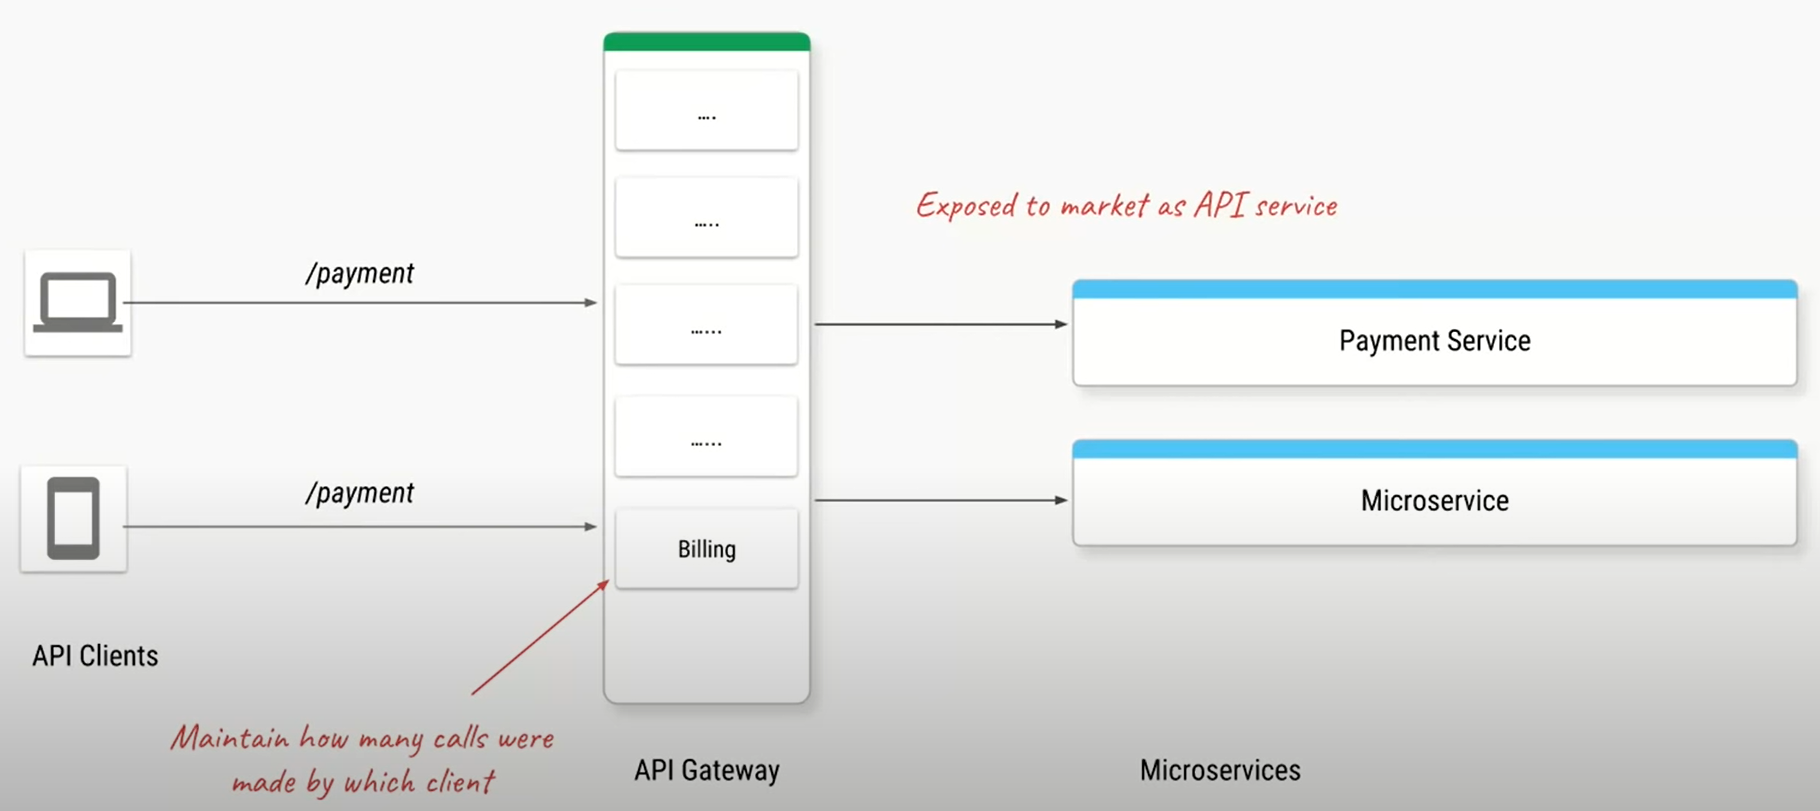 ….
…..
Exposed to market as API service
/payment
…...
Payment Service
…...
/payment
Microservice
Billing
API Clients
Maintain how many calls were
made by which client
API Gateway
Microservices